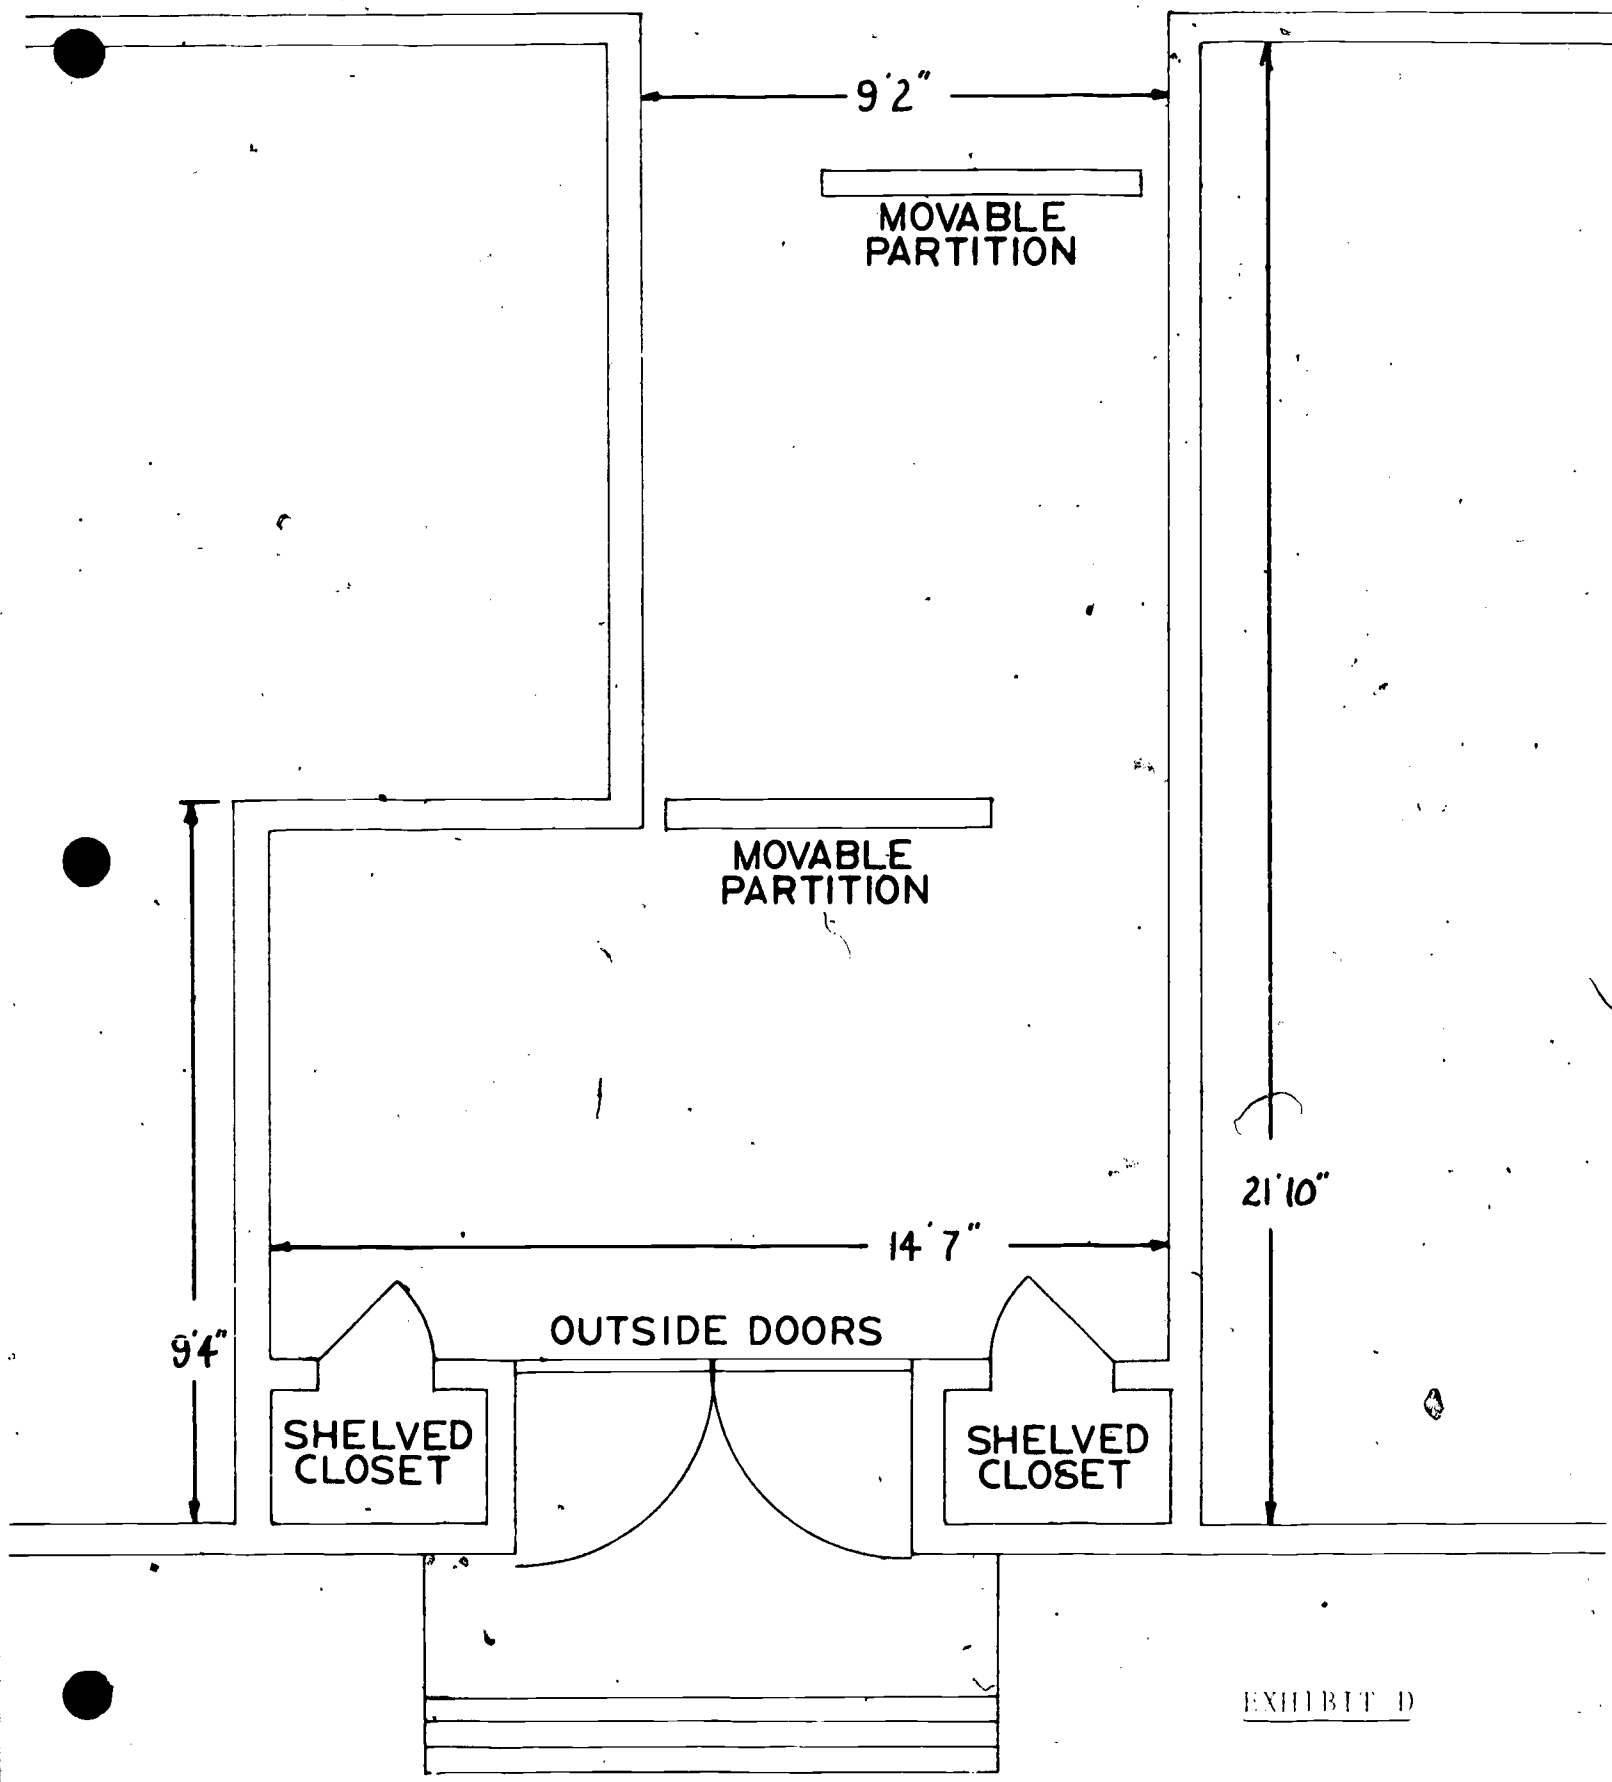 9'2"
MOVABLE
PARTITION
MOVABLE
PARTITION
21'10"
14'7"
OUTSIDE DOORS
9'4"
SHELVED
CLOSET
SHELVED
CLOSET
EXHIBIT D